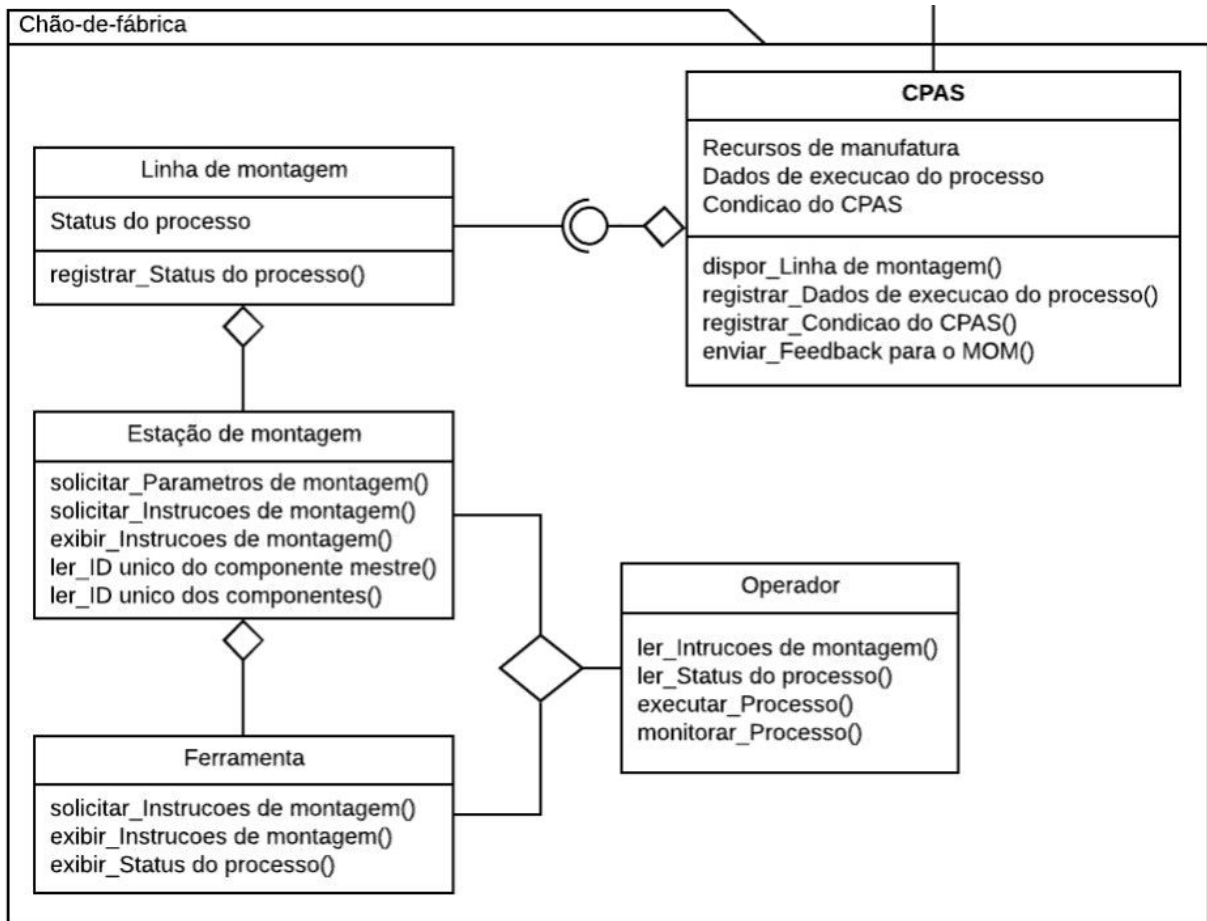 Chão-de-fábrica
CPAS
Recursos de manufatura
Dados de execucao do processo
Condicao do CPAS
dispor_Linha de montagem()
registrar_Dados de execucao do processo()
registrar_Condicao do CPAS()
enviar_Feedback para o MOM()
Linha de montagem
Status do processo
registrar_Status do processo()
Estação de montagem
solicitar_Parametros de montagem()
solicitar_Instrucoes de montagem()
exibir_Instrucoes de montagem()
ler_ID unico do componente mestre()
ler_ID unico dos componentes()
Operador
ler_Intrucoes de montagem()
ler_Status do processo()
executar_Processo()
monitorar_Processo()
Ferramenta
solicitar_Instrucoes de montagem()
exibir_Instrucoes de montagem()
exibir_Status do processo()